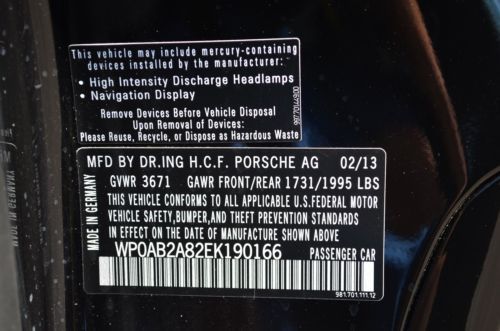 This vehicle may include mercury-containing
devices installed by the manufacturer:
• High Intensity Discharge Headlamps
• Navigation Display
Remove Devices Before Vehicle Disposal
Upon Removal of Devices:
Please Reuse, Recycle, or Dispose as Hazardous Waste
MFD BY DR.ING H.C.F. PORSCHE AG 02/13
GVWR 3671 GAWR FRONT/REAR 1731/1995 LBS
THIS VEHICLE CONFORMS TO ALL APPLICABLE U.S.FEDERAL MOTOR
VEHICLE SAFETY,BUMPER,AND THEFT PREVENTION STANDARDS
IN EFFECT ON THE DATE OF MANUFACTURE SHOWN ABOVE.
WP0AB2A82EK190166 PASSENGER CAR
MADE IN GERMANY
981.701.111.12